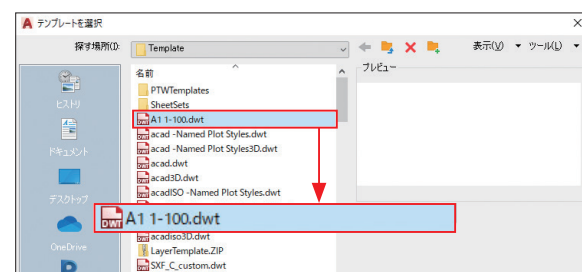 テンプレートを選択
探す場所(I):
Template
表示(V)
ツール(L)
名前
プレビュー
PTWTemplates
SheetSets
A1 1-100.dwt
acad -Named Plot Styles.dwt
acad -Named Plot Styles3D.dwt
acad.dwt
acad3D.dwt
acadISO -Named Plot Styles.dwt
A1 1-100.dwt
acadiso3D.dwt
LayerTemplate.ZIP
SXF_C_custom.dwt
ヒストリ
ドキュメント
デスクトップ
OneDrive